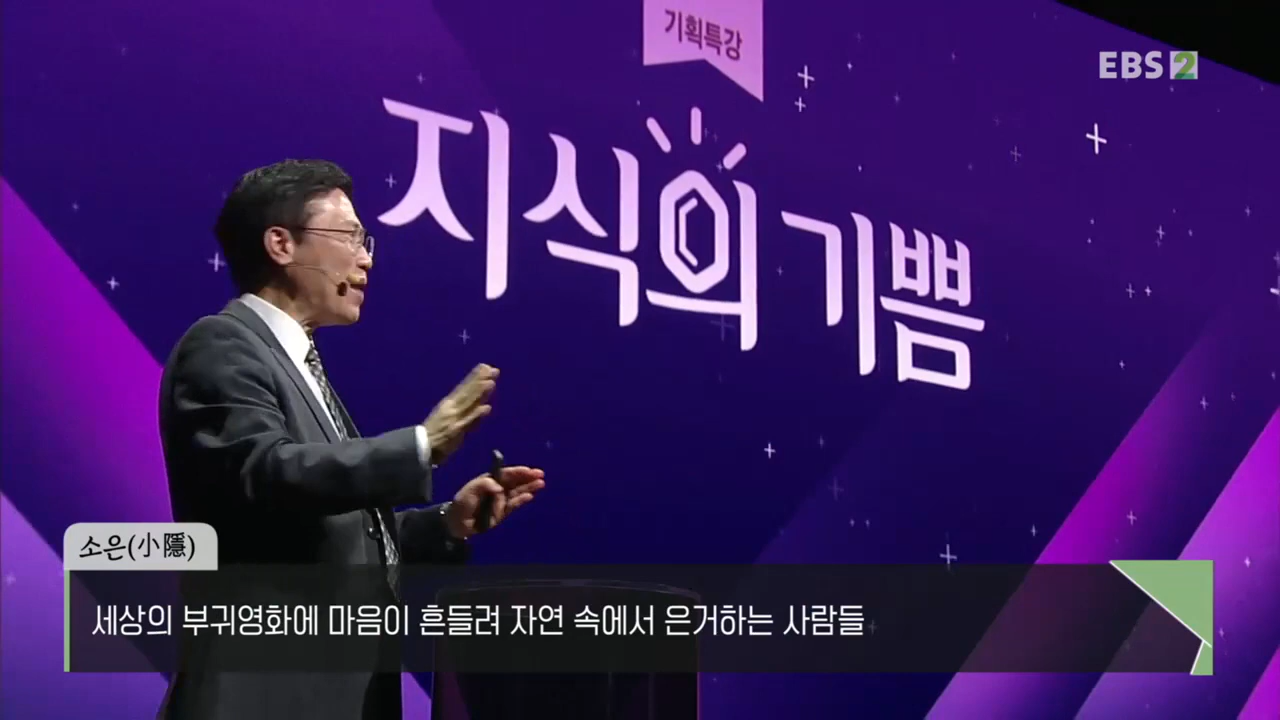 기획특강
EBS2
지식의 기쁨
소은(小隱)
세상의 부귀영화에 마음이 흔들려 자연 속에서 은거하는 사람들